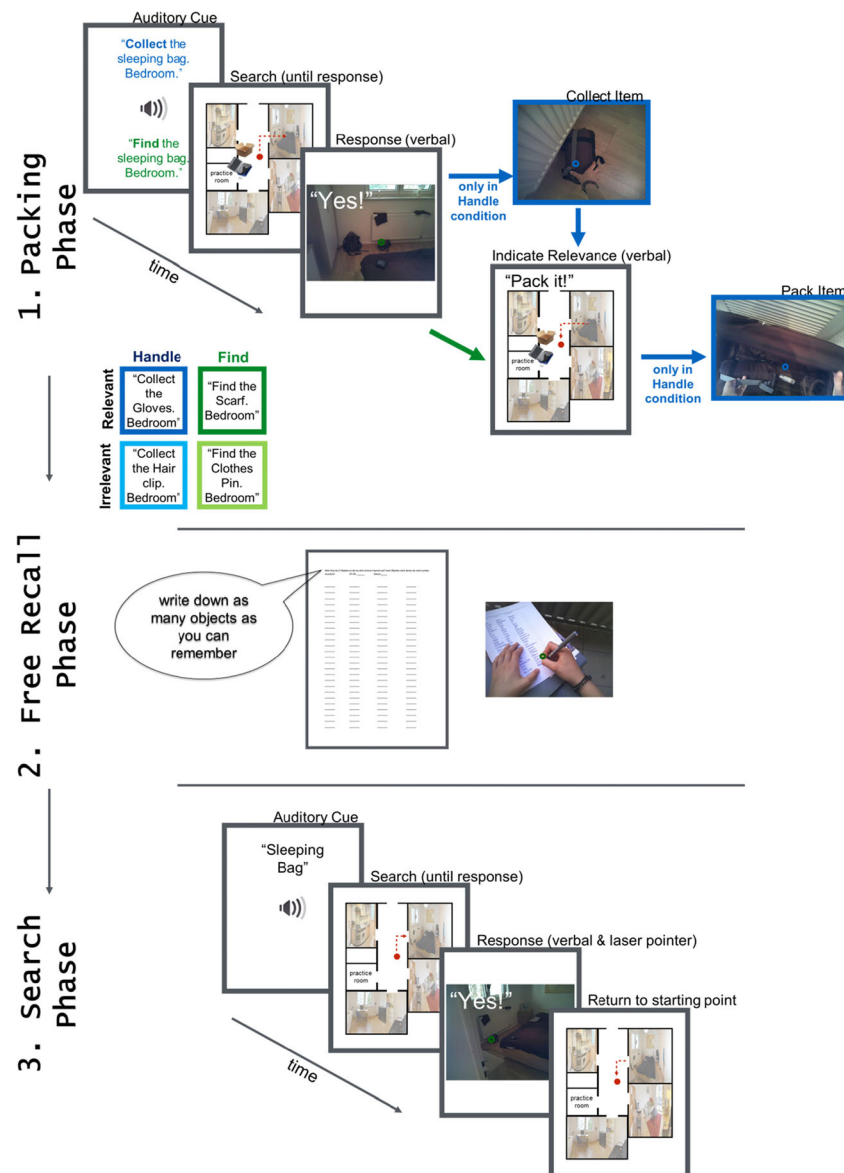 Auditory Cue
"Collect the
sleeping bag.
Bedroom."
"Find the
sleeping bag.
Bedroom."
Search (until response)
practice
room
Response (verbal)
"Yes!"
only in
Handle
condition
Collect Item
Indicate Relevance (verbal)
"Pack it!"
practice
room
only in
Handle
condition
Pack Item
time
1. Packing
Phase
Handle
Find
Relevant
"Collect
the
Gloves.
Bedroom"
"Find the
Scarf.
Bedroom"
Irrelevant
"Collect
the Hair
clip.
Bedroom"
"Find the
Clothes
Pin.
Bedroom"
2. Free Recall
Phase
write down as
many objects as
you can
remember
3. Search
Phase
Auditory Cue
"Sleeping
Bag"
Search (until response)
practice
room
Response (verbal & laser pointer)
"Yes!"
Return to starting point
practice
room
time